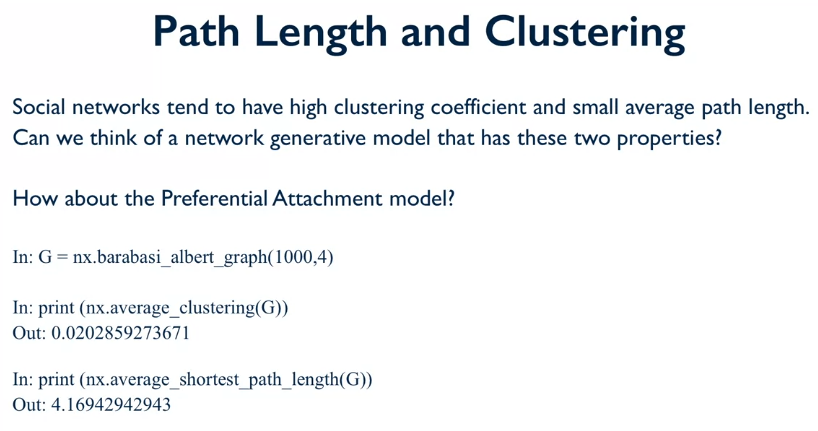 Path Length and Clustering
Social networks tend to have high clustering coefficient and small average path length.
Can we think of a network generative model that has these two properties?
How about the Preferential Attachment model?
In: G = nx.barabasi_albert_graph(1000,4)
In: print (nx.average_clustering(G))
Out: 0.0202859273671
In: print (nx.average_shortest_path_length(G))
Out: 4.16942942943